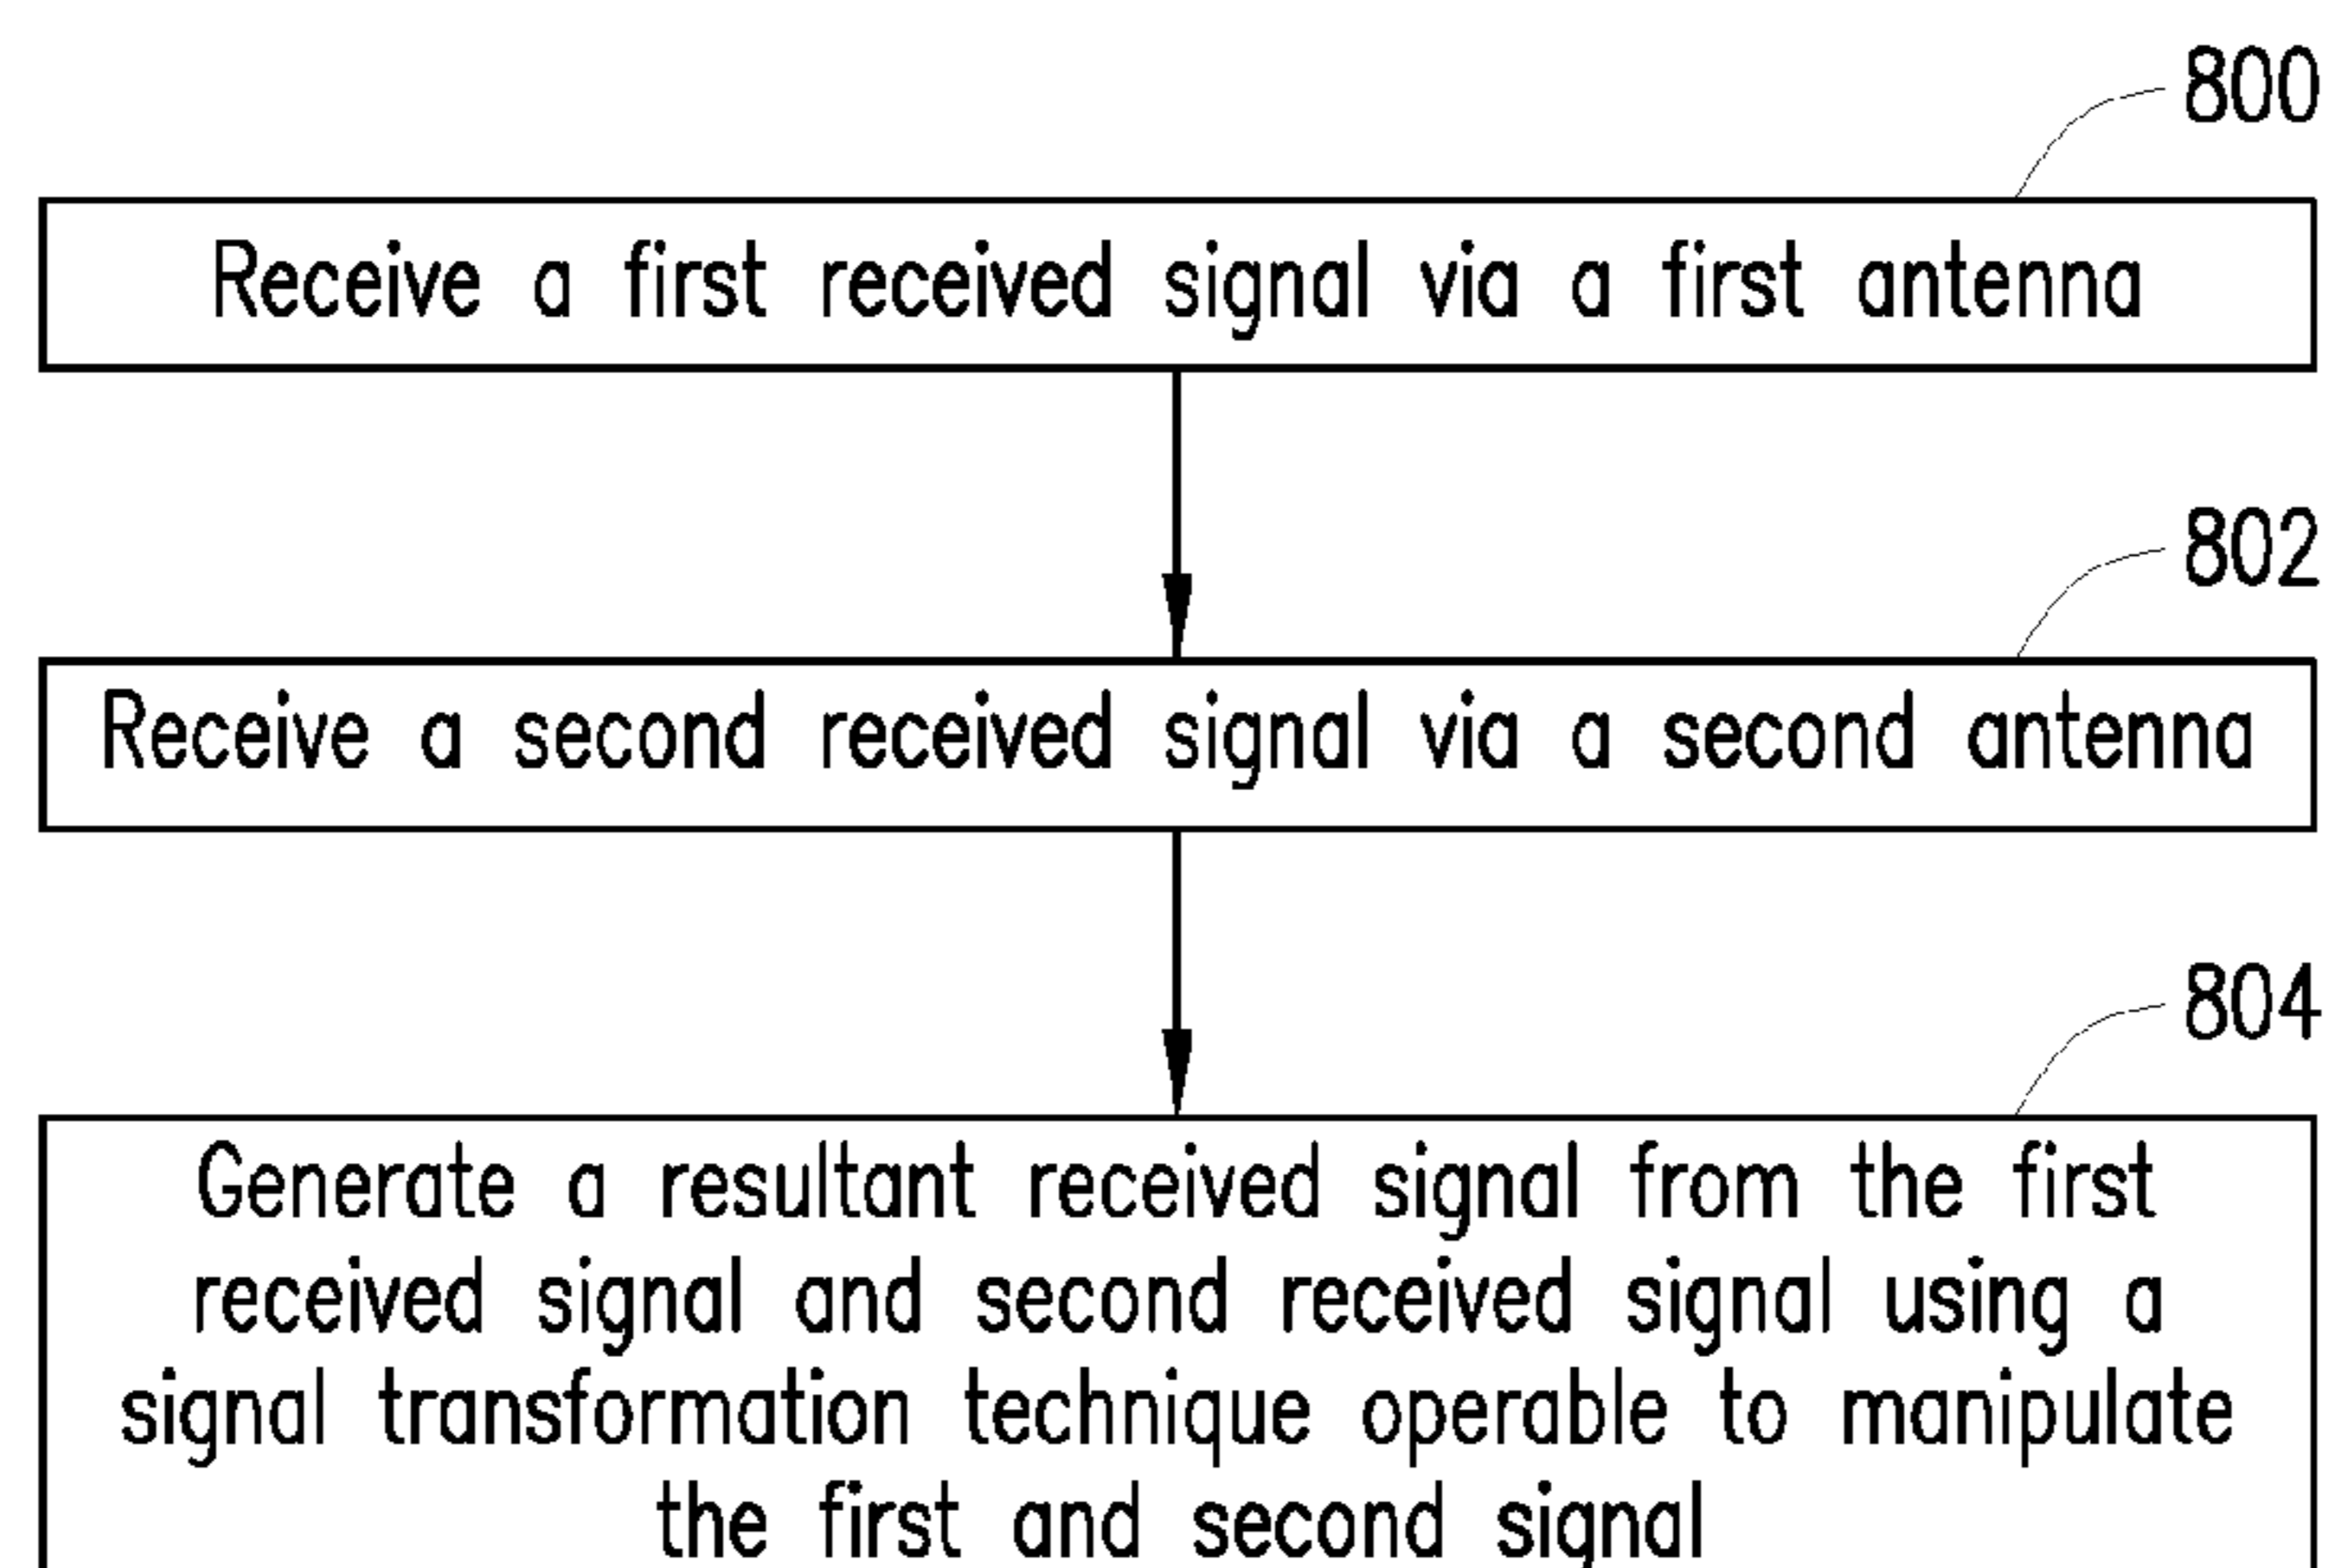 800
Receive a first received signal via a first antenna
802
Receive a second received signal via a second antenna
804
Generate a resultant received signal from the first
received signal and second received signal using a
signal transformation technique operable to manipulate
the first and second signal